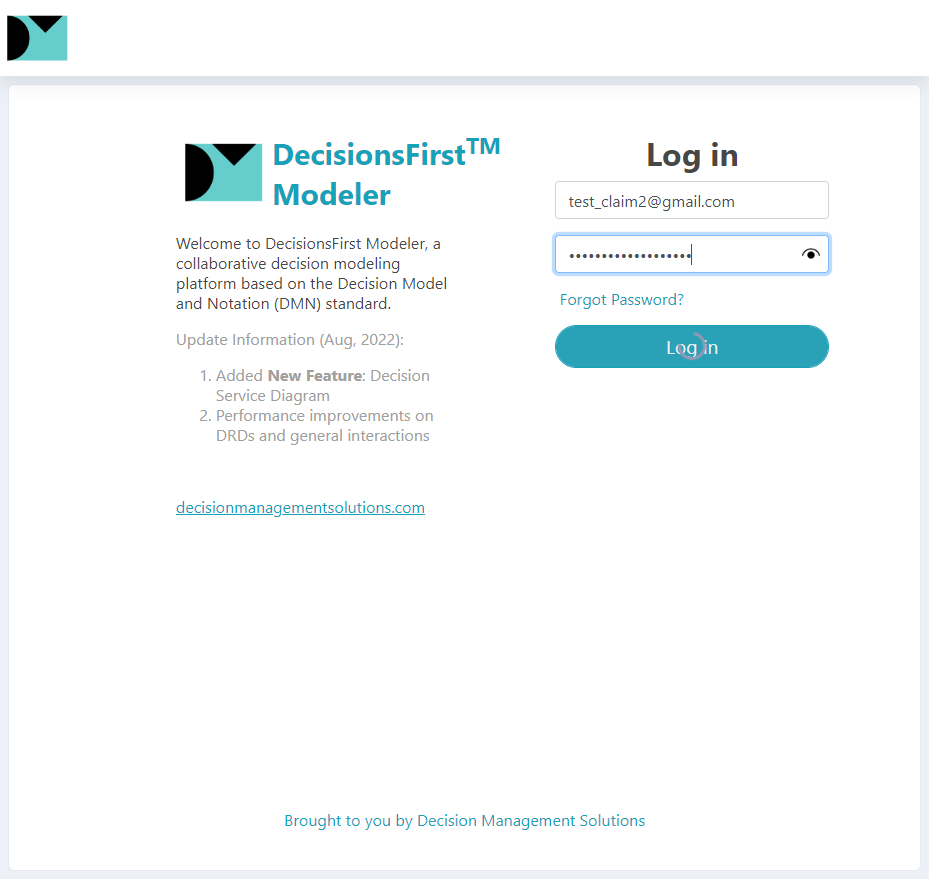 DecisionsFirst™
Modeler
Welcome to DecisionsFirst Modeler, a
collaborative decision modeling
platform based on the Decision Model
and Notation (DMN) standard.
Update Information (Aug, 2022):
1. Added New Feature: Decision
Service Diagram
2. Performance improvements on
DRDs and general interactions
decisionmanagementsolutions.com
Log in
test_claim2@gmail.com
•••••••••••••••••••
Forgot Password?
Log in
Brought to you by Decision Management Solutions